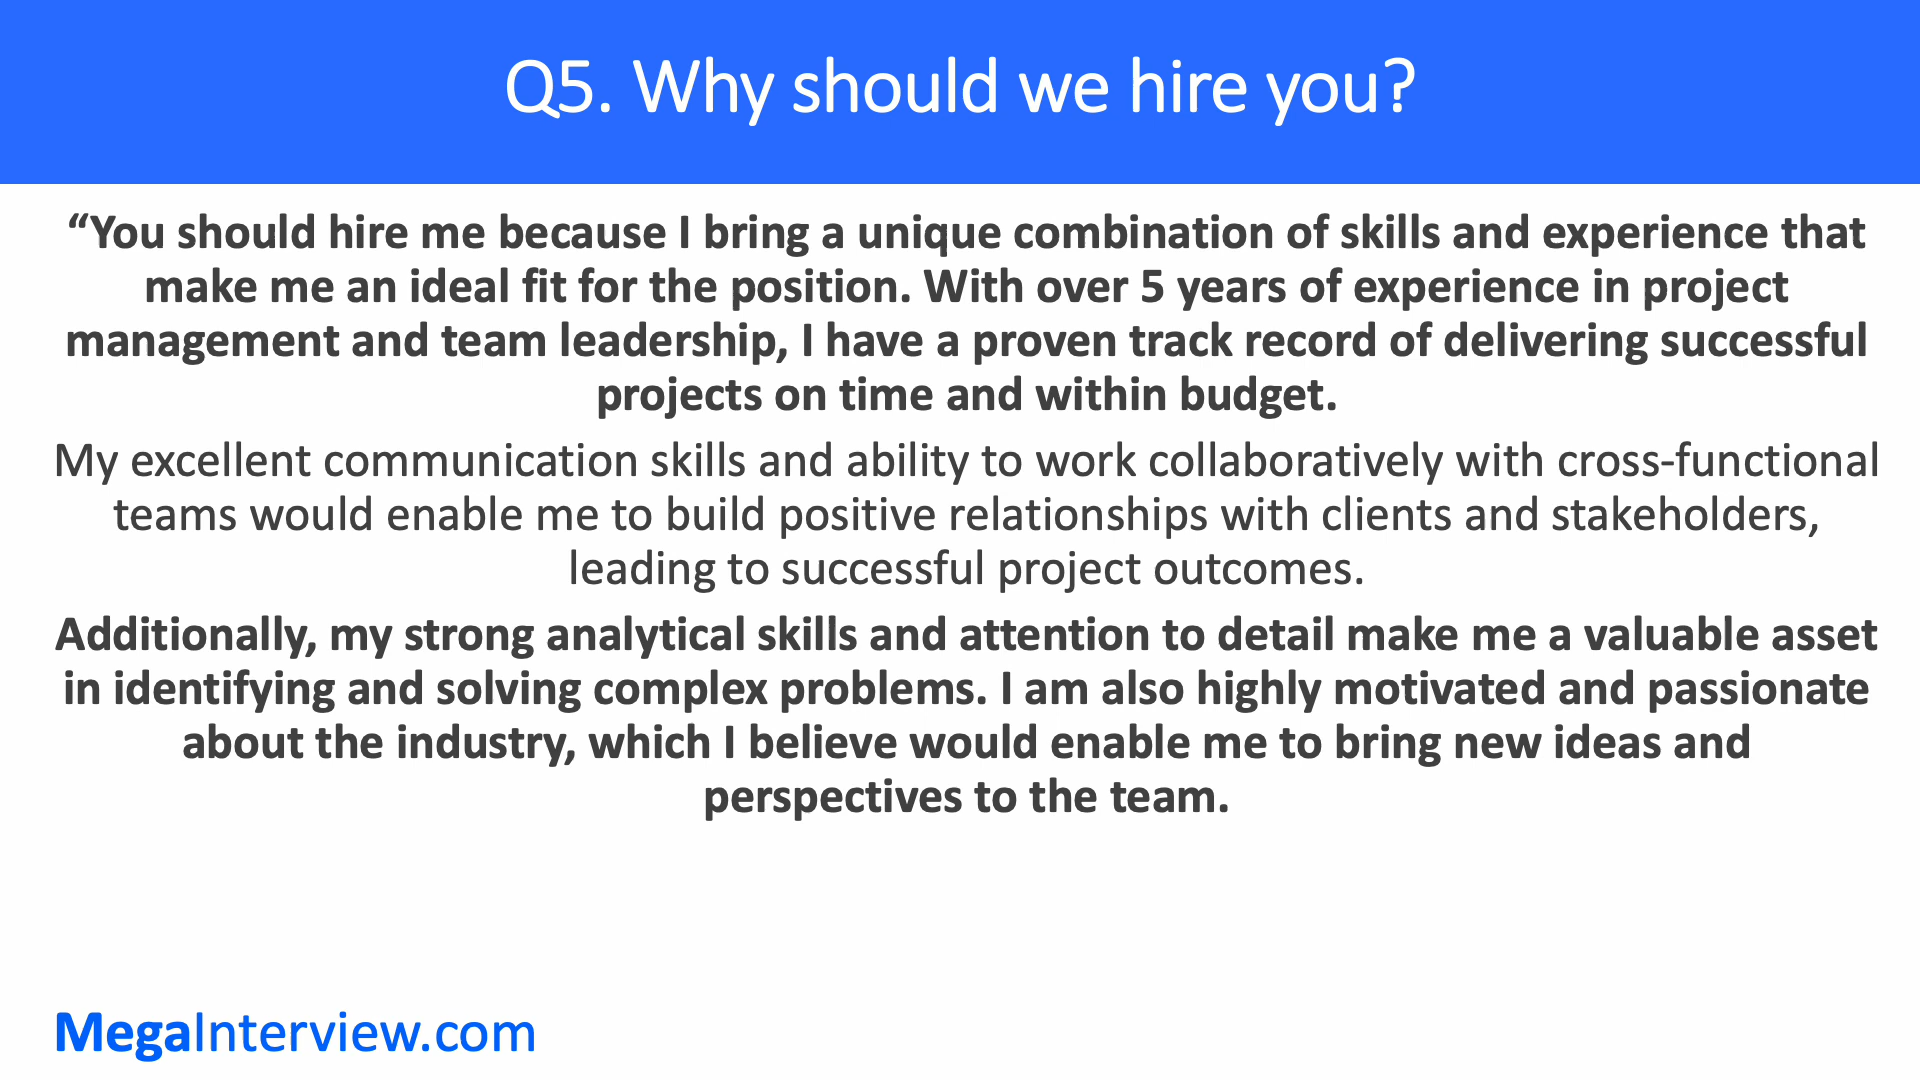 Q5. Why should we hire you?
“You should hire me because I bring a unique combination of skills and experience that
make me an ideal fit for the position. With over 5 years of experience in project
management and team leadership, I have a proven track record of delivering successful
projects on time and within budget.
My excellent communication skills and ability to work collaboratively with cross-functional
teams would enable me to build positive relationships with clients and stakeholders,
leading to successful project outcomes.
Additionally, my strong analytical skills and attention to detail make me a valuable asset
in identifying and solving complex problems. I am also highly motivated and passionate
about the industry, which I believe would enable me to bring new ideas and
perspectives to the team.
MegaInterview.com